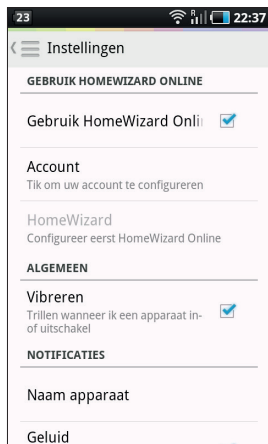 23
22:37
Instellingen
GEBRUIK HOMEWIZARD ONLINE
Gebruik HomeWizard Onli
Account
Tik om uw account te configureren
HomeWizard
Configureer eerst HomeWizard Online
ALGEMEEN
Vibreren
Trillen wanneer ik een apparaat in-
of uitschakel
NOTIFICATIES
Naam apparaat
Geluid